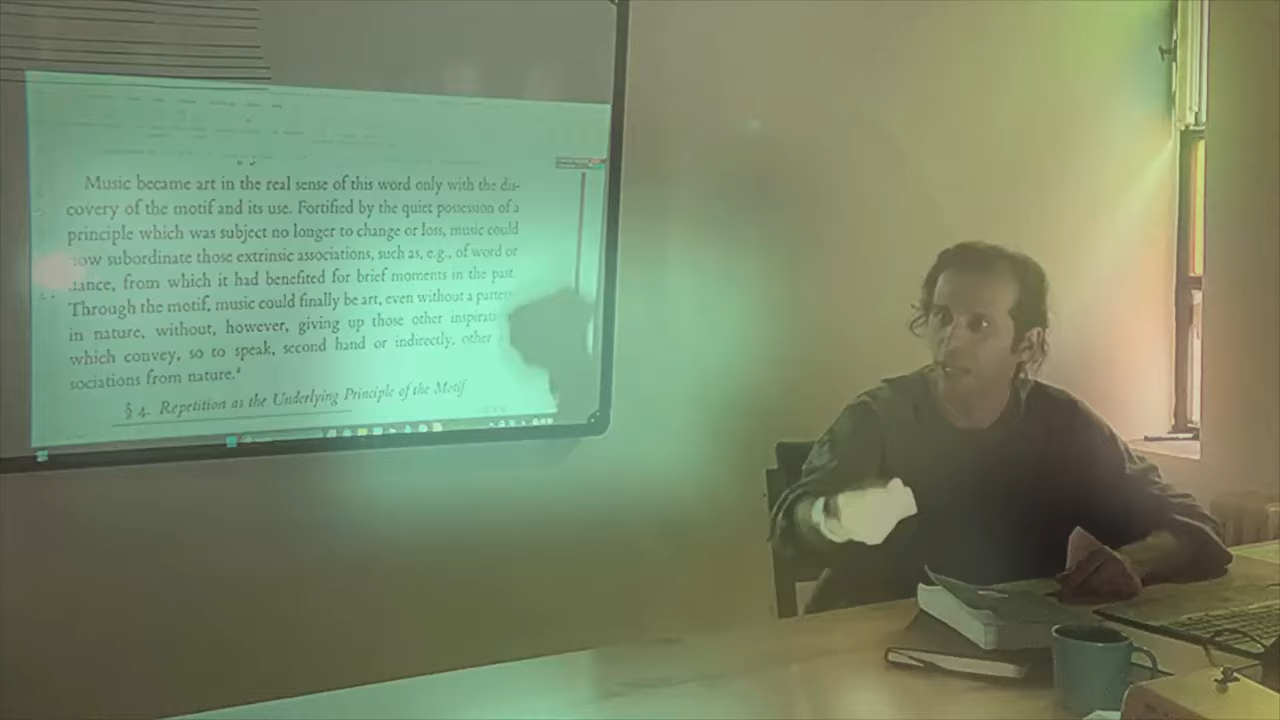 Music became art in the real sense of this word only with the dis-
covery of the motif and its use. Fortified by the quiet possession of a
principle which was subject no longer to change or loss, music could
now subordinate those extrinsic associations, such as, e.g., of word or
dance, from which it had benefited for brief moments in the past.
Through the motif, music could finally be art, even without a
in nature, without, however, giving up those other
which convey, so to speak, second hand or indirectly, other
sociations from nature.
§ 4. Repetition as the Underlying Principle of the Motif